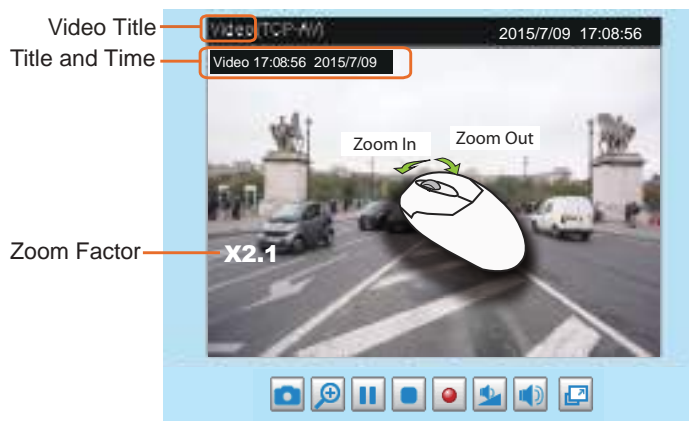 Video Title
Video (TCP-AV)
2015/7/09 17:08:56
Title and Time
Video 17:08:56 2015/7/09
Zoom In
Zoom Out
Zoom Factor
X2.1